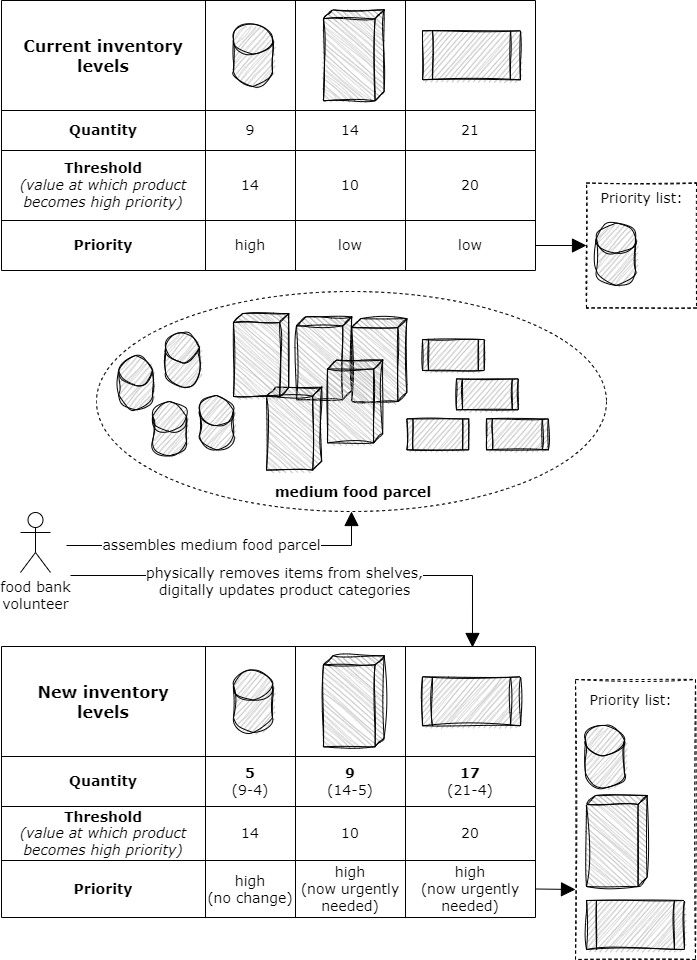 Current inventory
levels
Quantity
9
14
21
Threshold
(value at which product
becomes high priority)
14
10
20
Priority
high
low
low
Priority list:
medium food parcel
assembles medium food parcel
food bank
volunteer
physically removes items from shelves,
digitally updates product categories
New inventory
levels
Priority list:
Quantity
5
(9-4)
9
(14-5)
17
(21-4)
Threshold
(value at which product
becomes high priority)
14
10
20
Priority
high
(no change)
high
(now urgently
needed)
high
(now urgently
needed)